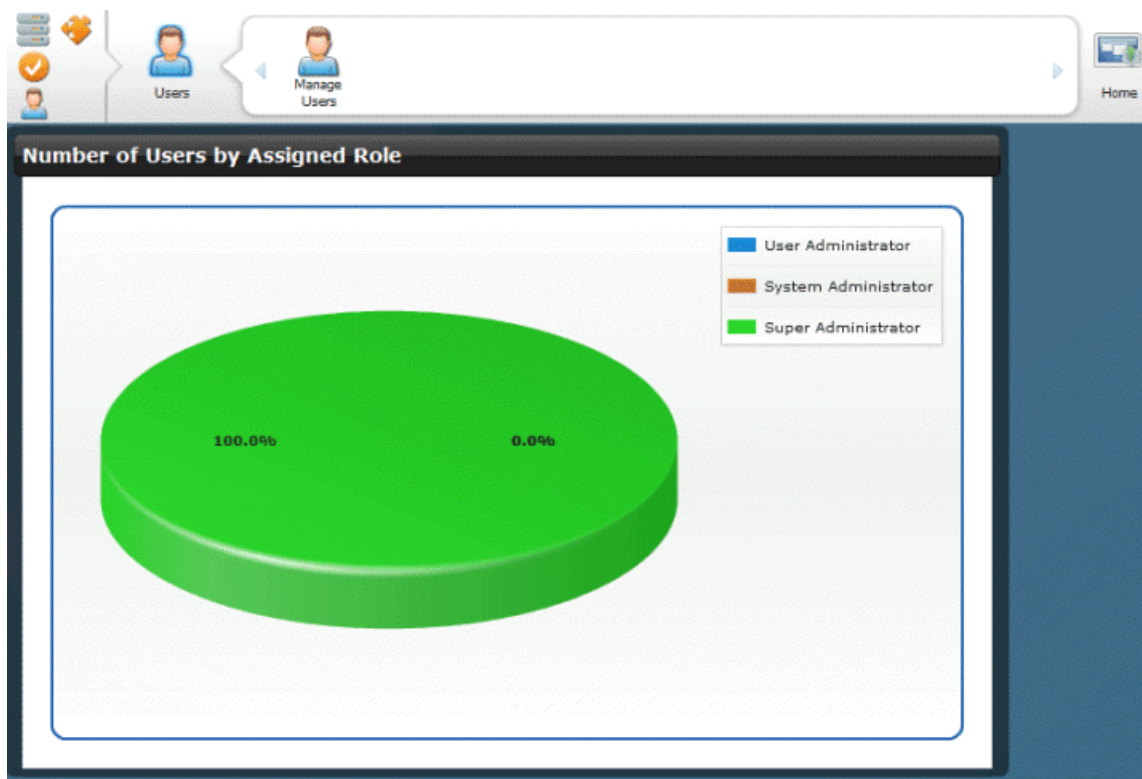 Users
Manage
Users
Home
Number of Users by Assigned Role
User Administrator
System Administrator
Super Administrator
100.0%
0.0%